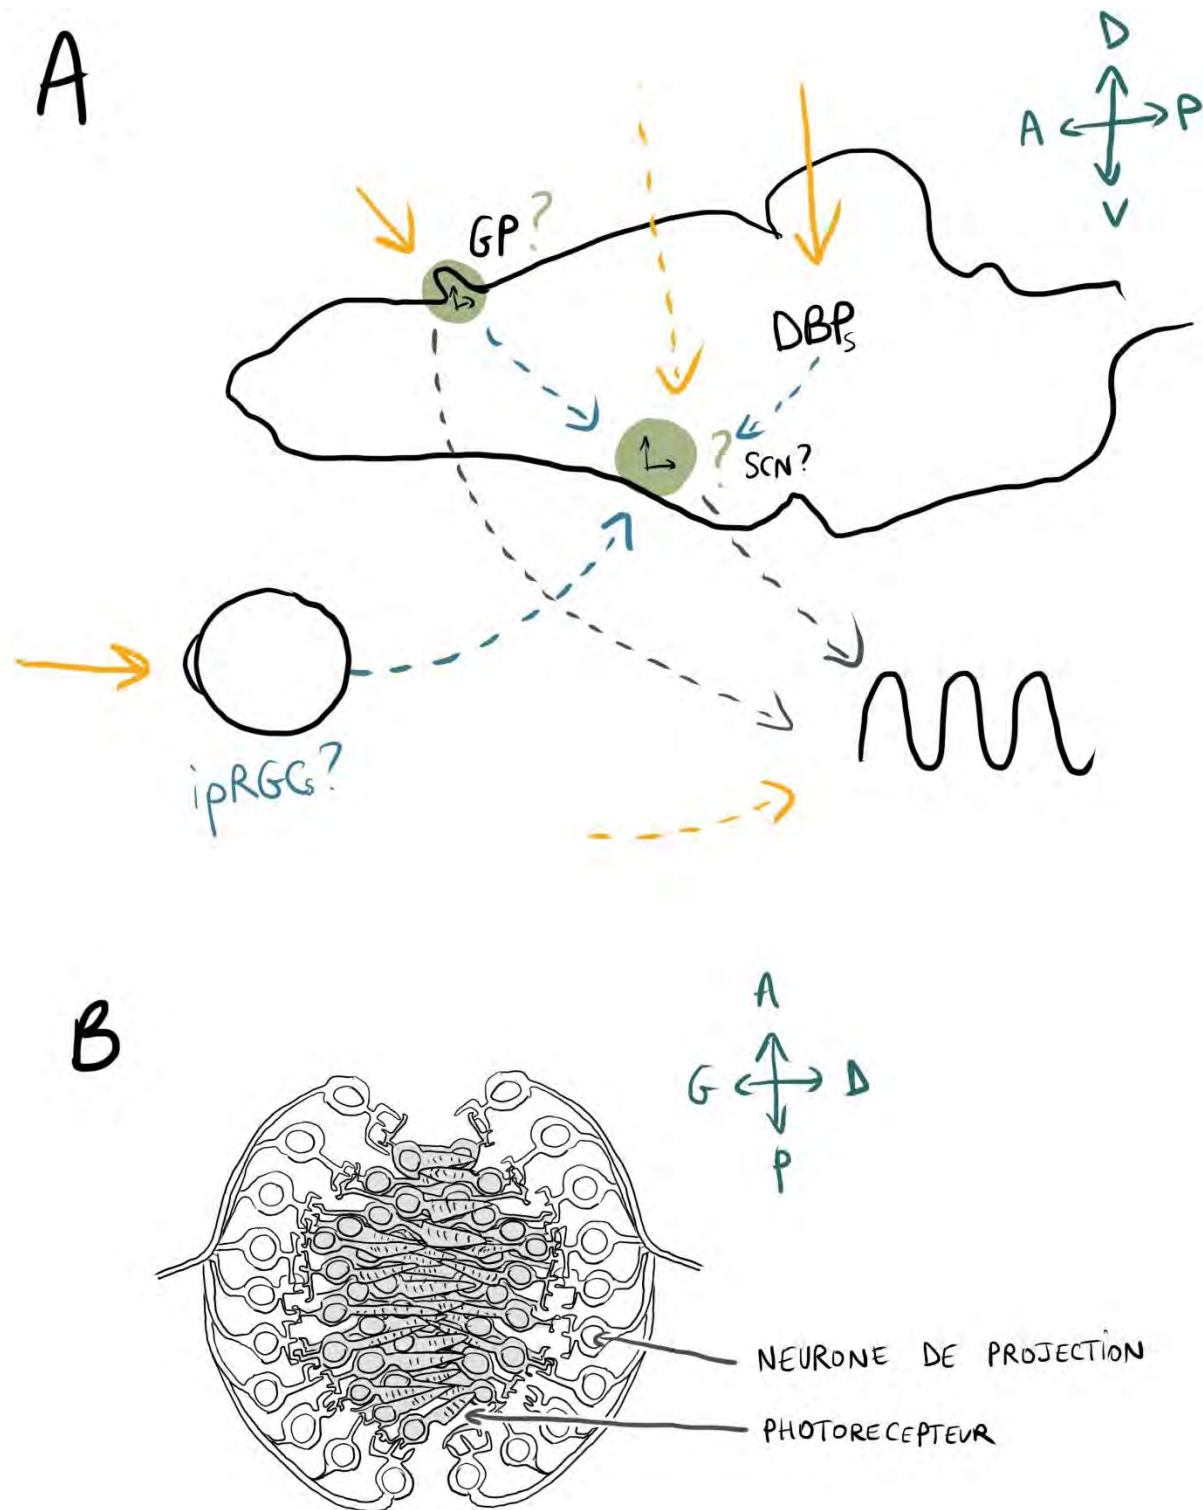 A
D
A P
V
GP?
DBPs
? SCN?
ipRGCs?
B
A
G D
P
NEURONE DE PROJECTION
PHOTORECEPTEUR